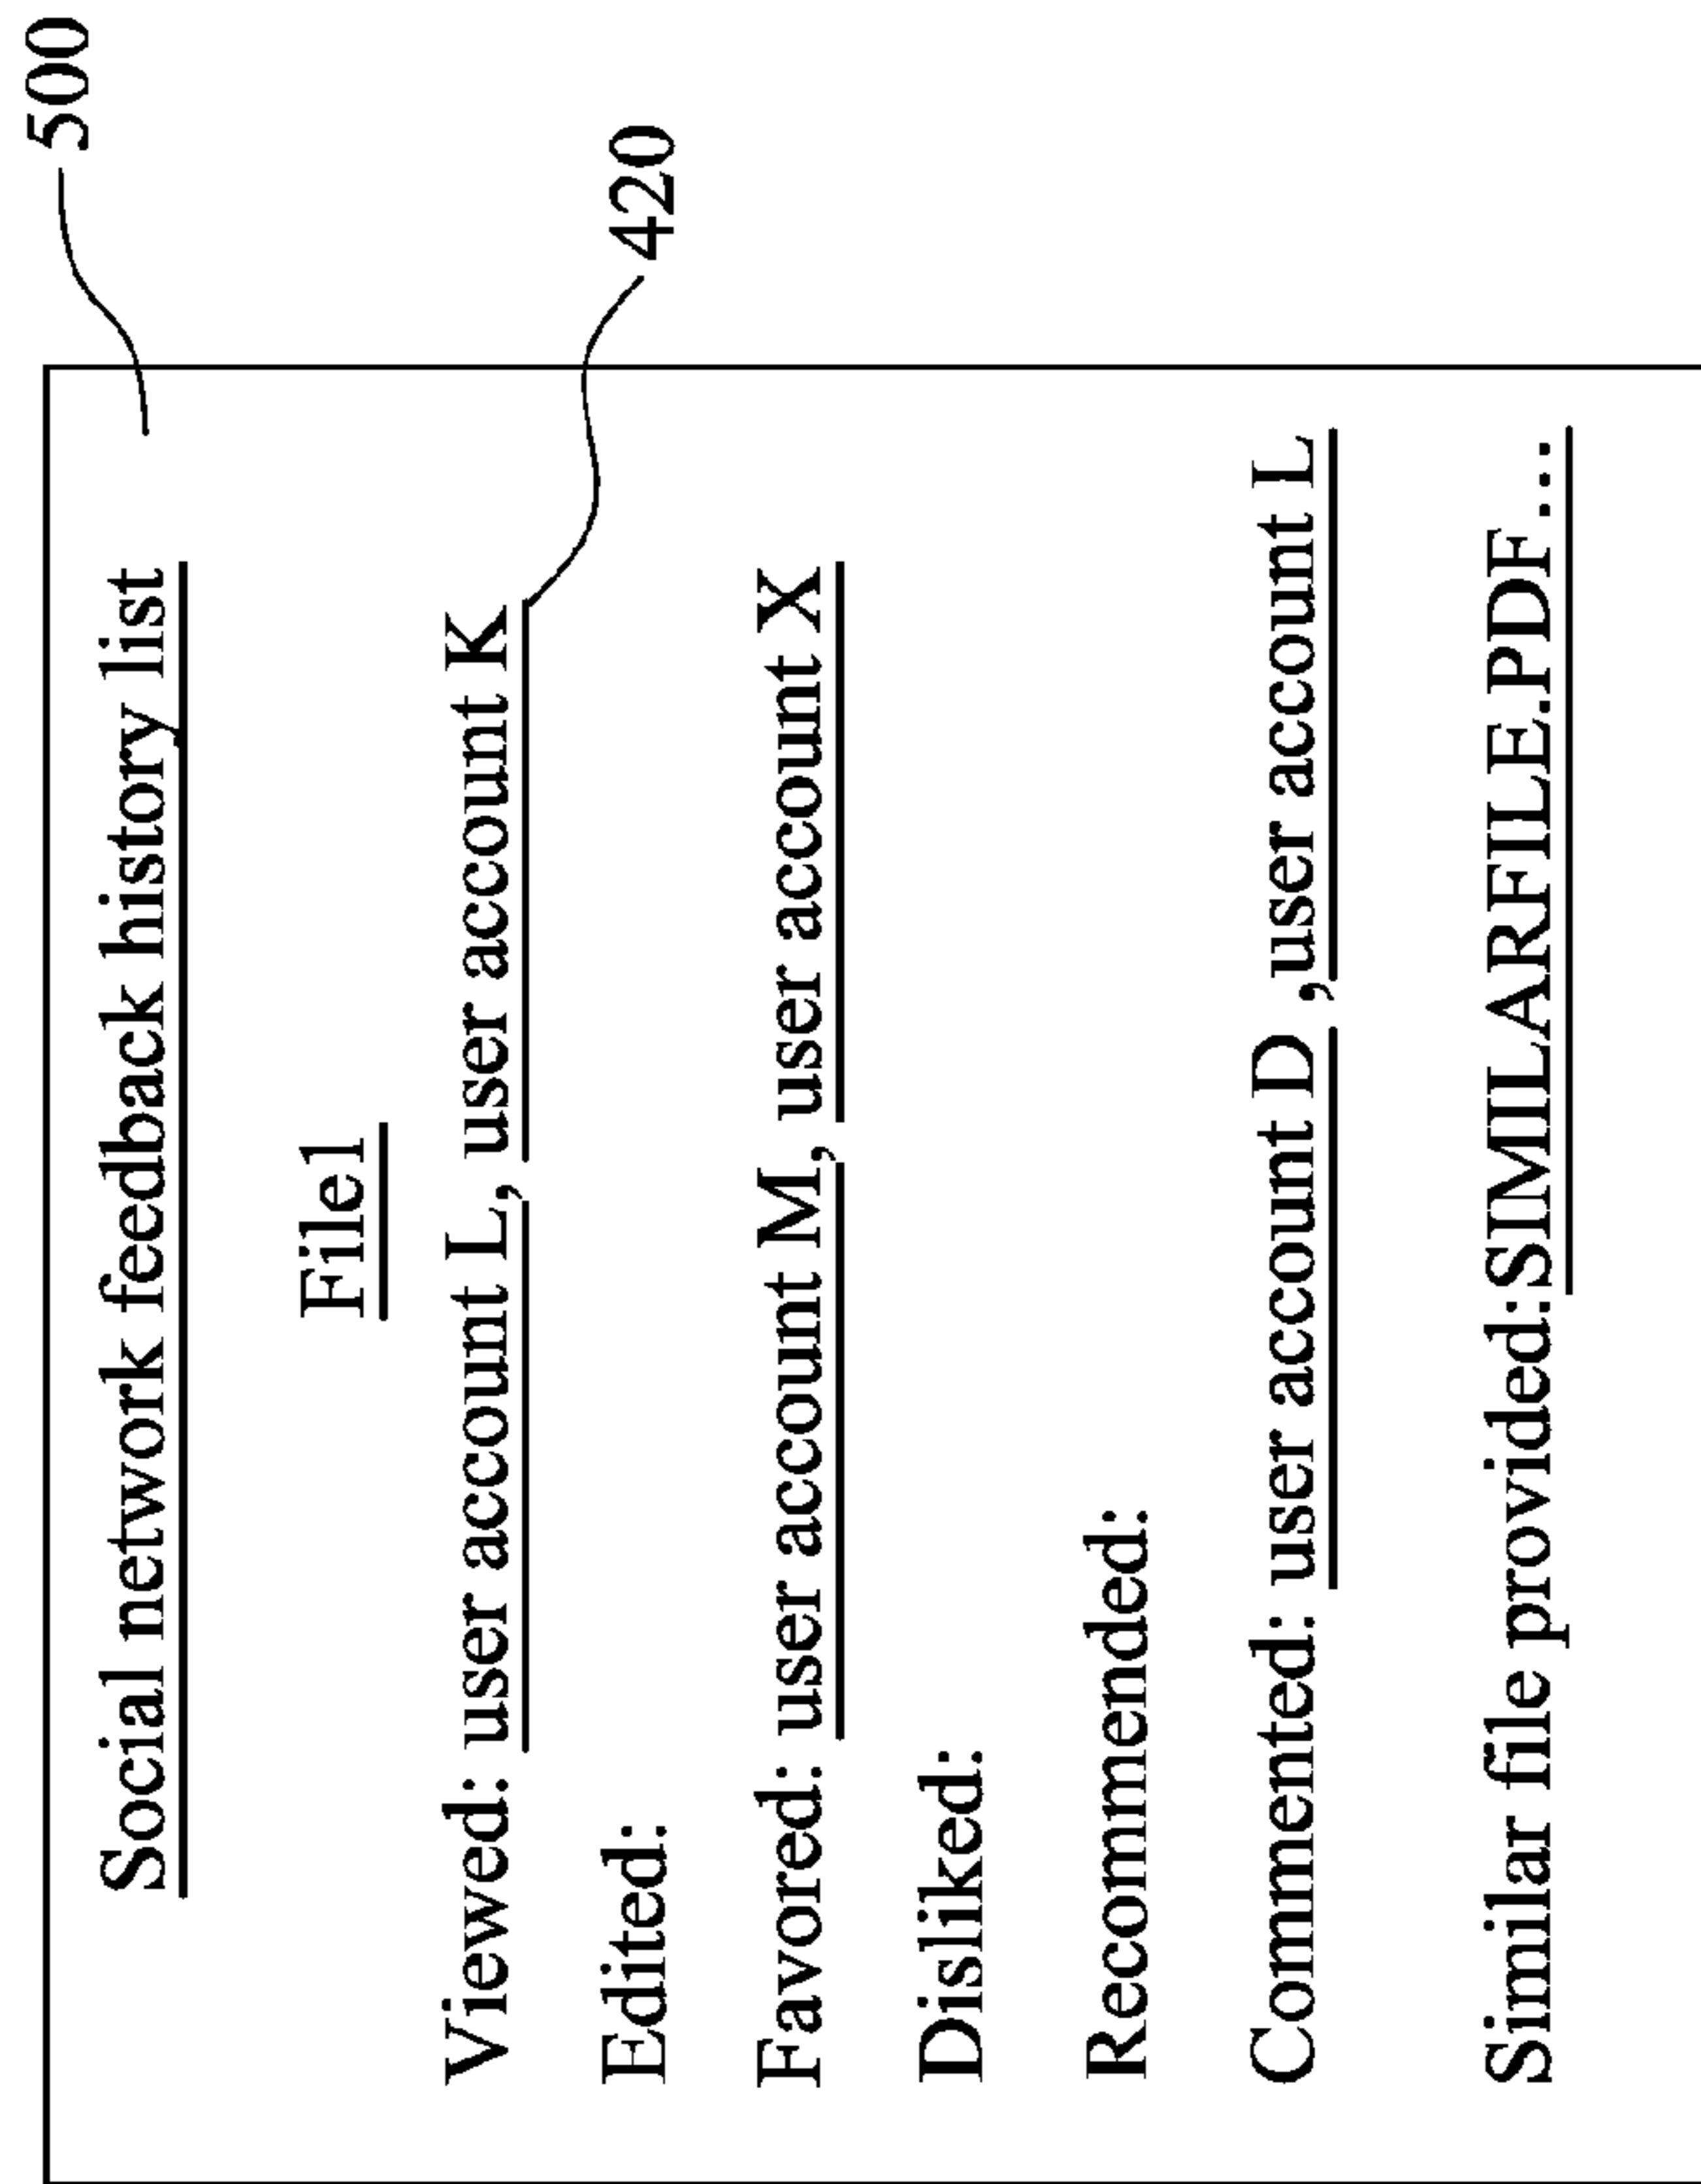 500
Social network feedback history list
File1
420
Viewed: user account L, user account K
Edited:
Favored: user account M, user account X
Disliked:
Recommended:
Commented: user account D ,user account L
Similar file provided:SIMILARFILE.PDF...